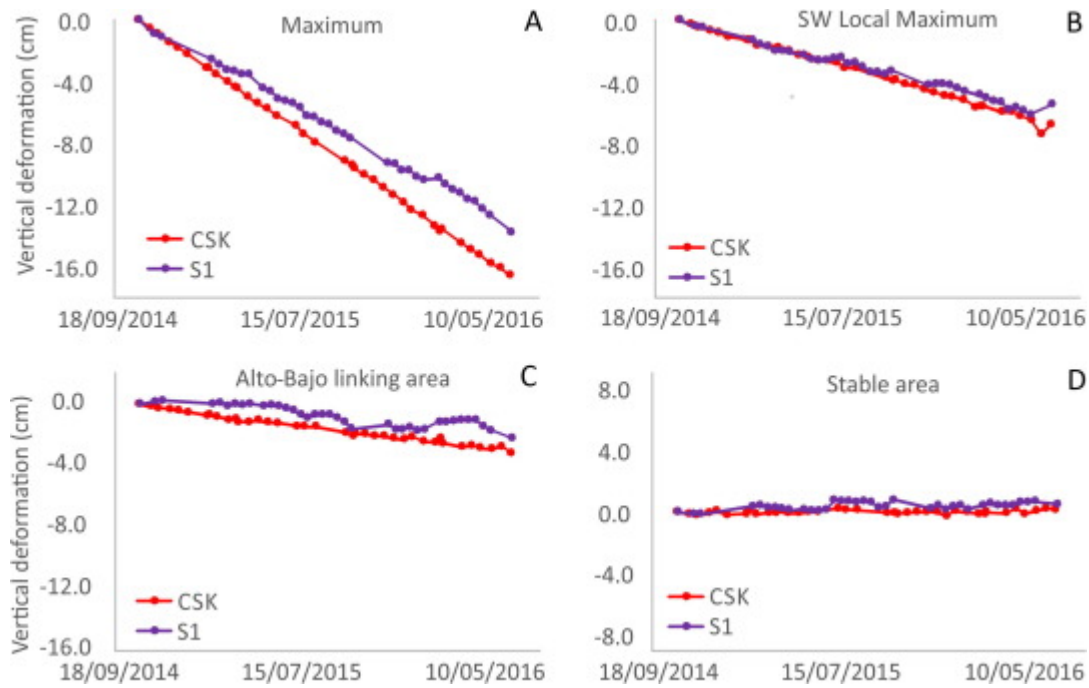 Maximum A
Vertical deformation (cm)
0.0
-4.0
-8.0
-12.0
-16.0
CSK
S1
18/09/2014 15/07/2015 10/05/2016
SW Local Maximum B
0.0
-4.0
-8.0
-12.0
-16.0
CSK
S1
18/09/2014 15/07/2015 10/05/2016
Alto-Bajo linking area C
Vertical deformation (cm)
0.0
-4.0
-8.0
-12.0
-16.0
CSK
S1
18/09/2014 15/07/2015 10/05/2016
Stable area D
8.0
4.0
0.0
-4.0
-8.0
CSK
S1
18/09/2014 15/07/2015 10/05/2016